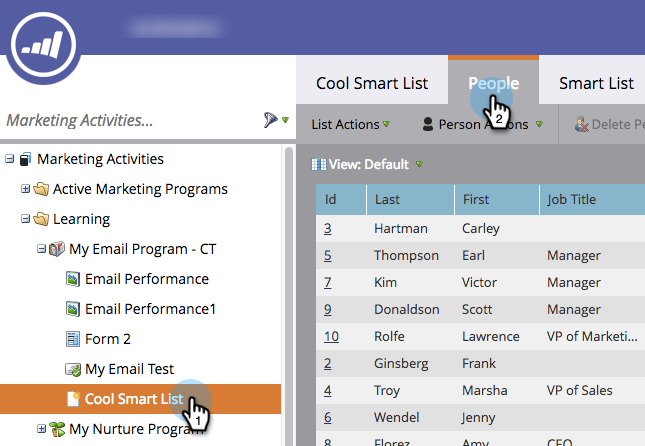 Cool Smart List People Smart List
Marketing Activities...
List Actions Person Actions Delete Pe
View: Default
Marketing Activities
Active Marketing Programs
Learning
My Email Program - CT
Email Performance
Email Performance1
Form 2
My Email Test
Cool Smart List 1
My Nurture Program
2
Id Last First Job Title
3 Hartman Carley
5 Thompson Earl Manager
7 Kim Victor Manager
9 Donaldson Scott Manager
10 Rolfe Lawrence VP of Marketi...
2 Ginsberg Frank
4 Troy Marsha VP of Sales
6 Wendel Jenny
8 Florez Amy CEO